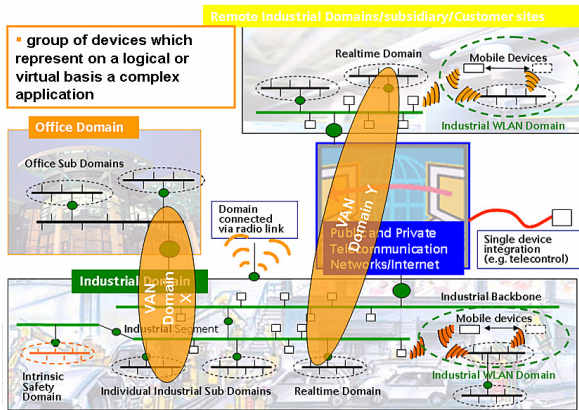 Remote Industrial Domains/subsidiary/Customer sites
▪ group of devices which
represent on a logical or
virtual basis a complex
application
Realtime Domain
Mobile Devices
Industrial WLAN Domain
Office Domain
Office Sub Domains
Domain
connected
via radio link
VAN
Domain Y
Public and Private
Telecommunication
Networks/Internet
Single device
integration
(e.g. telecontrol)
Industrial Domain
VAN
Domain
X
Industrial Backbone
Industrial Segment
Mobile devices
Industrial WLAN Domain
Intrinsic
Safety
Domain
Individual Industrial Sub Domains
Realtime Domain